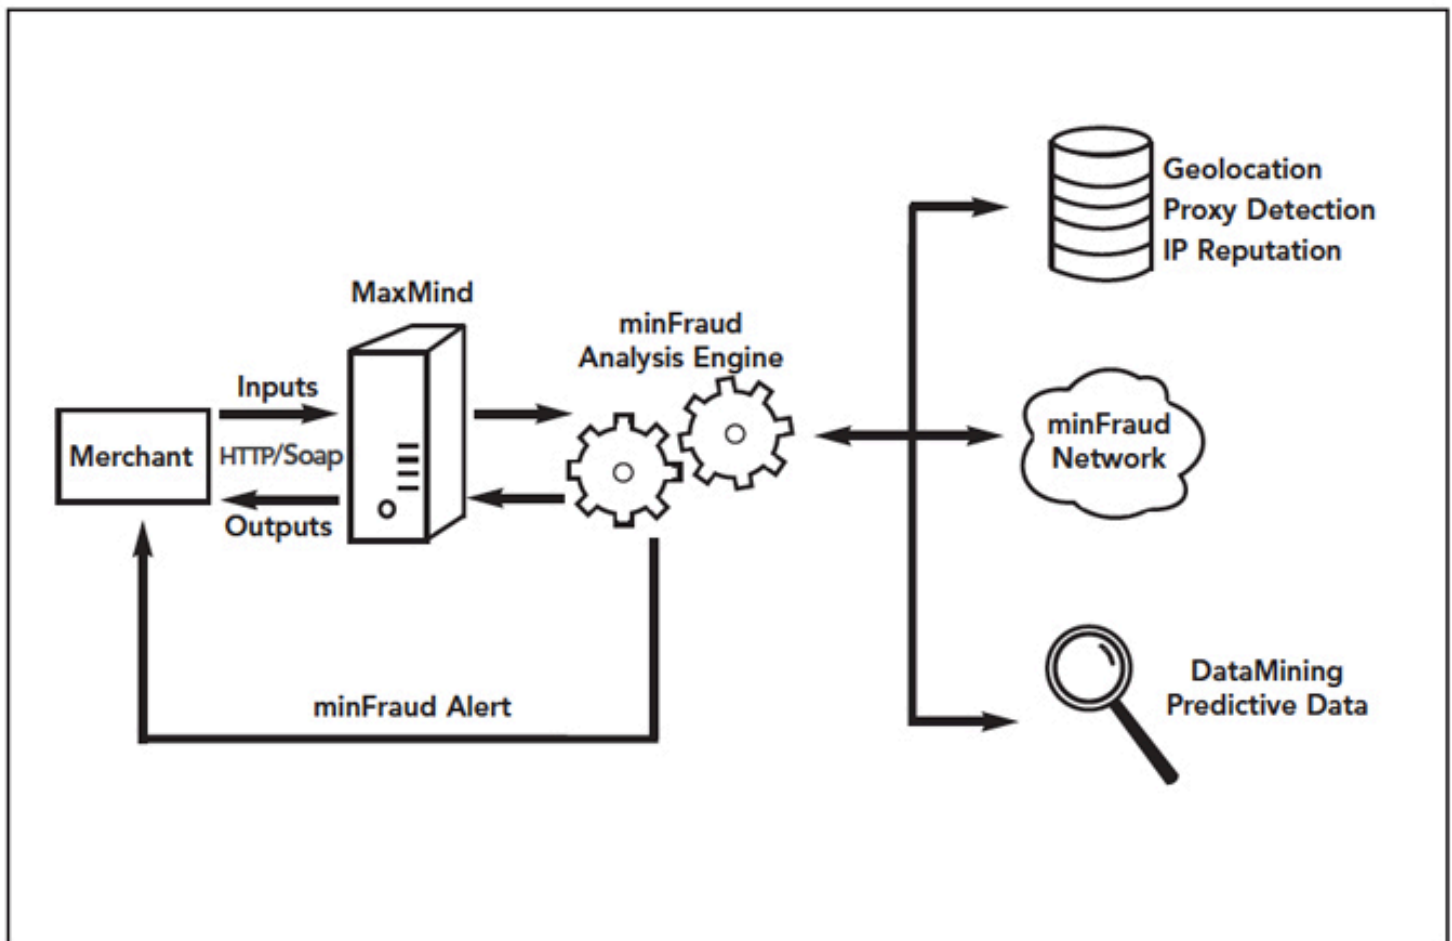 MaxMind
minFraud
Analysis Engine
Inputs
Merchant
HTTP/Soap
Outputs
minFraud Alert
Geolocation
Proxy Detection
IP Reputation
minFraud
Network
DataMining
Predictive Data